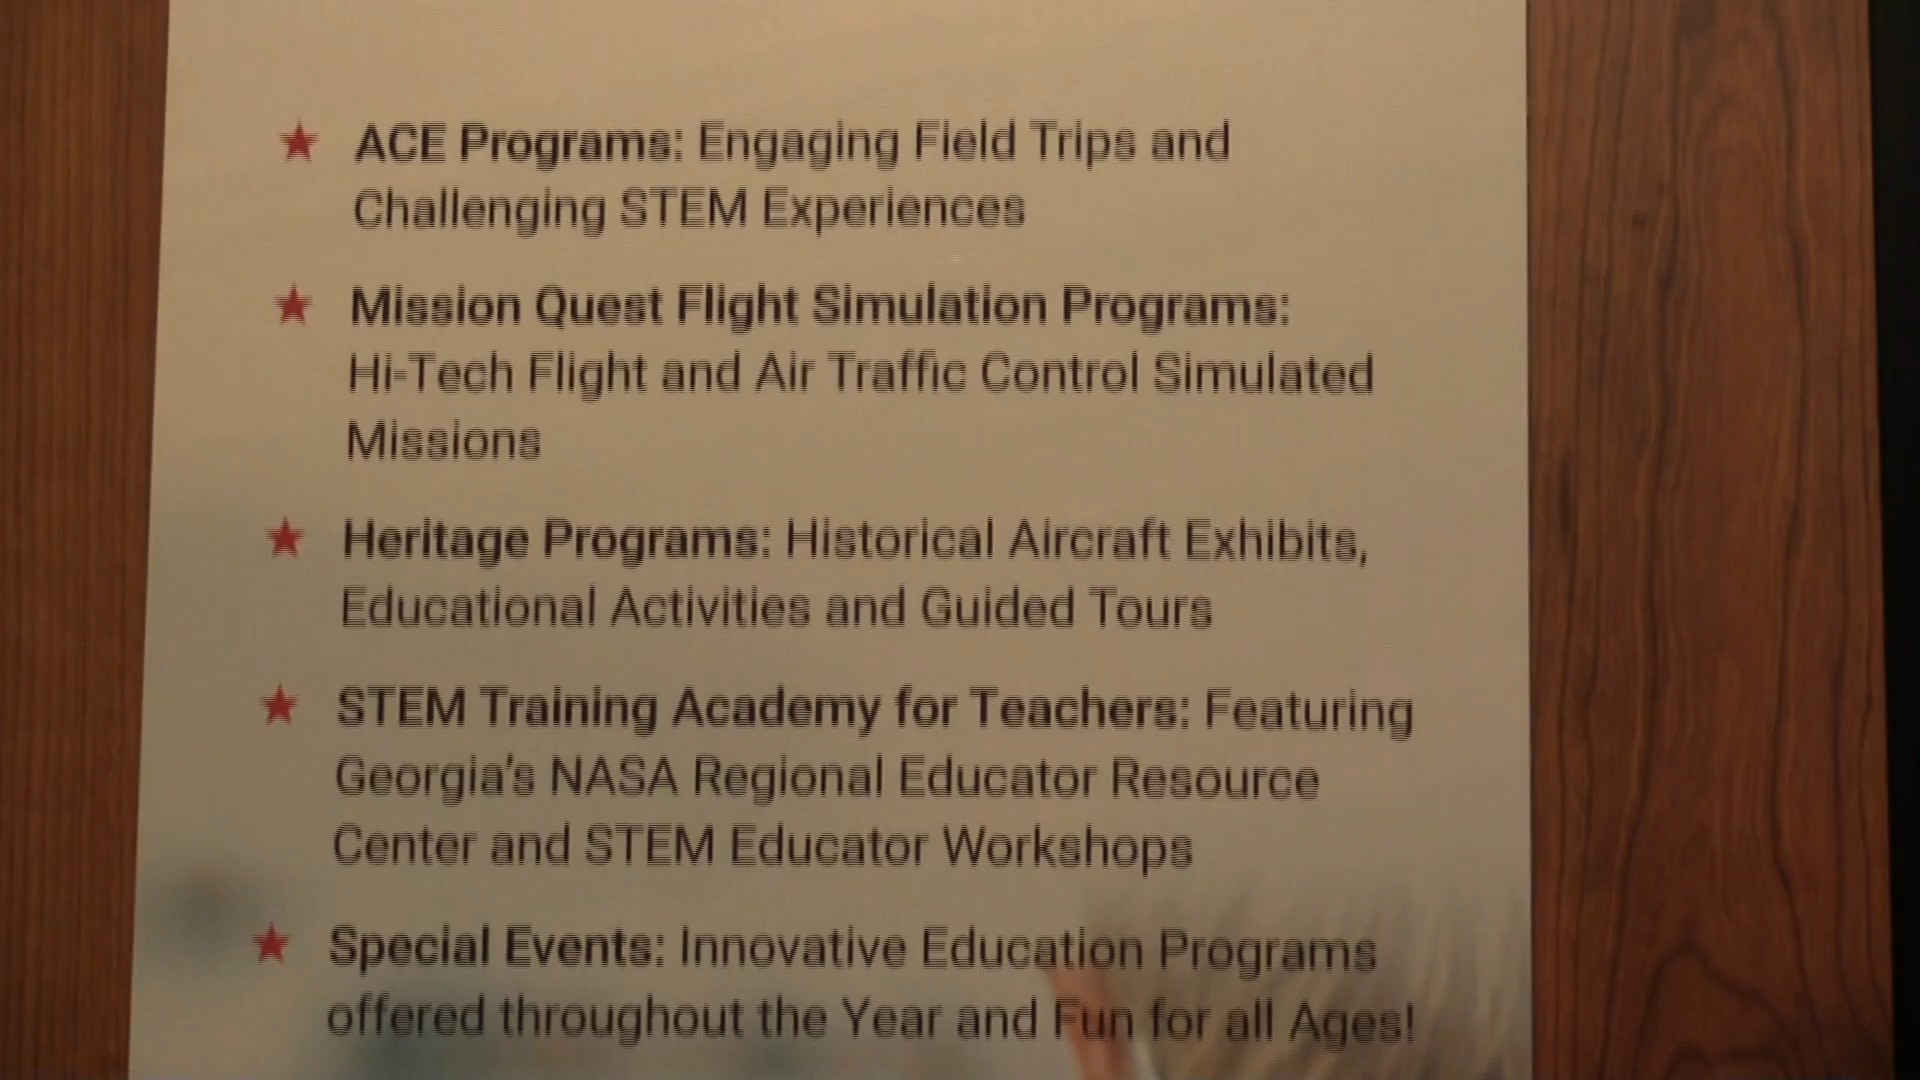 ACE Programs: Engaging Field Trips and
Challenging STEM Experiences
Mission Quest Flight Simulation Programs:
Hi-Tech Flight and Air Traffic Control Simulated
Missions
Heritage Programs: Historical Aircraft Exhibits,
Educational Activities and Guided Tours
STEM Training Academy for Teachers: Featuring
Georgia's NASA Regional Educator Resource
Center and STEM Educator Workshops
Special Events: Innovative Education Programs
offered throughout the Year and Fun for all Ages!